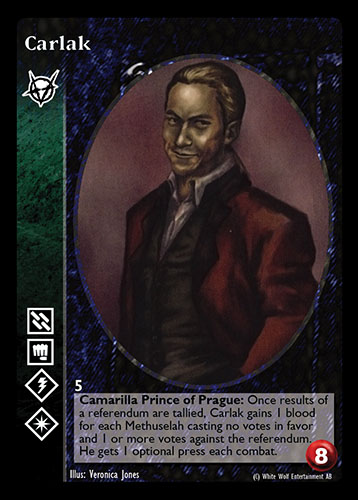 Carlak
5
Camarilla Prince of Prague: Once results of
a referendum are tallied, Carlak gains 1 blood
for each Methuselah casting no votes in favor
and 1 or more votes against the referendum.
He gets 1 optional press each combat.
8
Illus: Veronica Jones
(C) White Wolf Entertainment AB